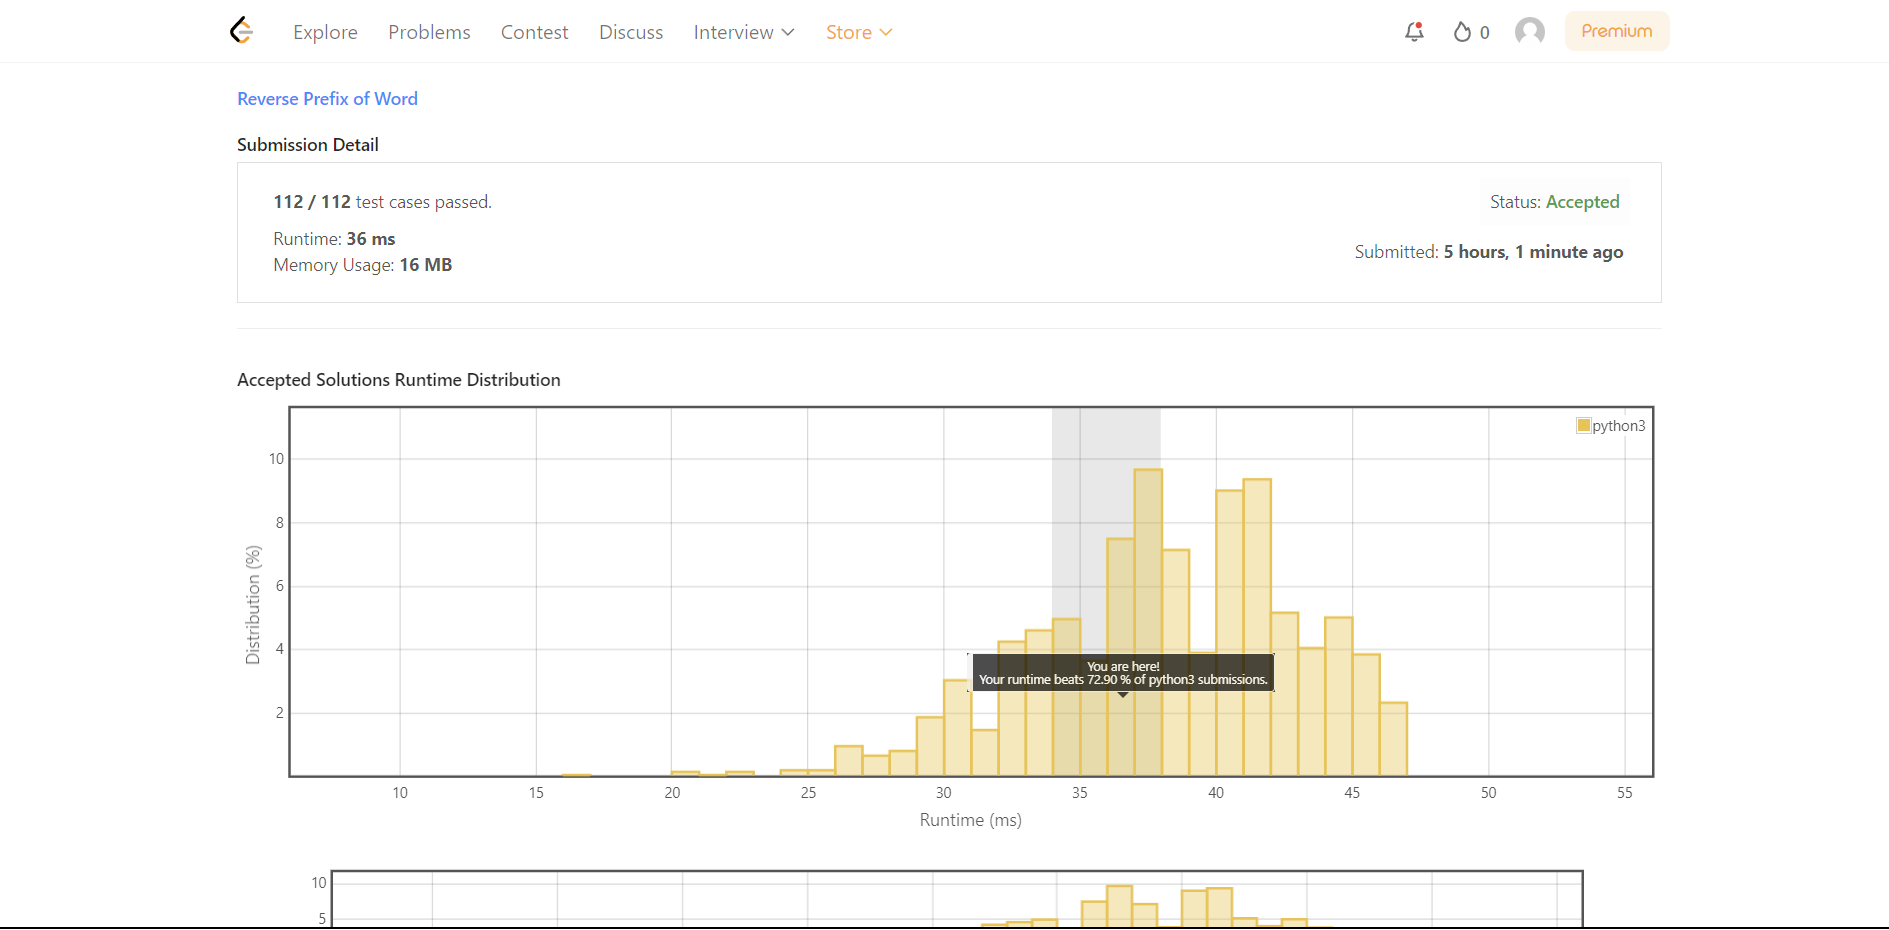 Explore Problems Contest Discuss Interview Store 0 Premium
Reverse Prefix of Word
Submission Detail
112 / 112 test cases passed.
Status: Accepted
Runtime: 36 ms
Submitted: 5 hours, 1 minute ago
Memory Usage: 16 MB
Accepted Solutions Runtime Distribution
python3
10
8
6
4
2
Distribution (%)
You are here!
Your runtime beats 72.90 % of python3 submissions.
10 15 20 25 30 35 40 45 50 55
Runtime (ms)
10
5